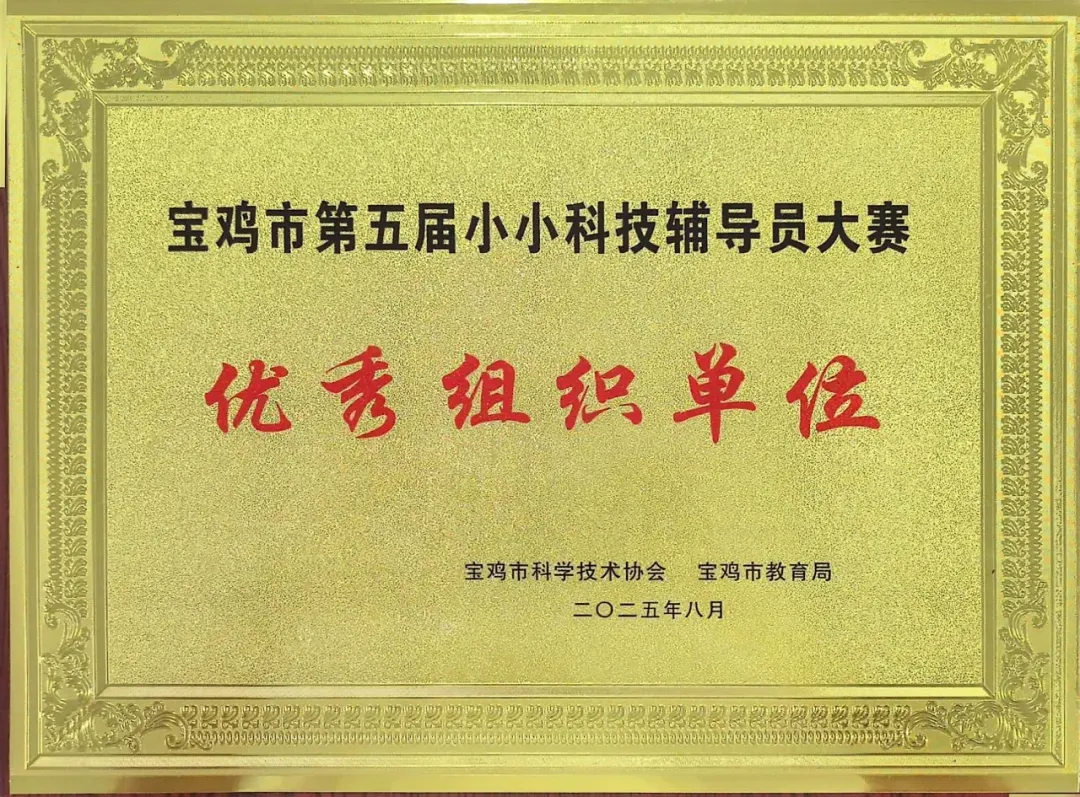 宝鸡市第五届小小科技辅导员大赛
优秀组织单位
宝鸡市科学技术协会 宝鸡市教育局
二〇二五年八月